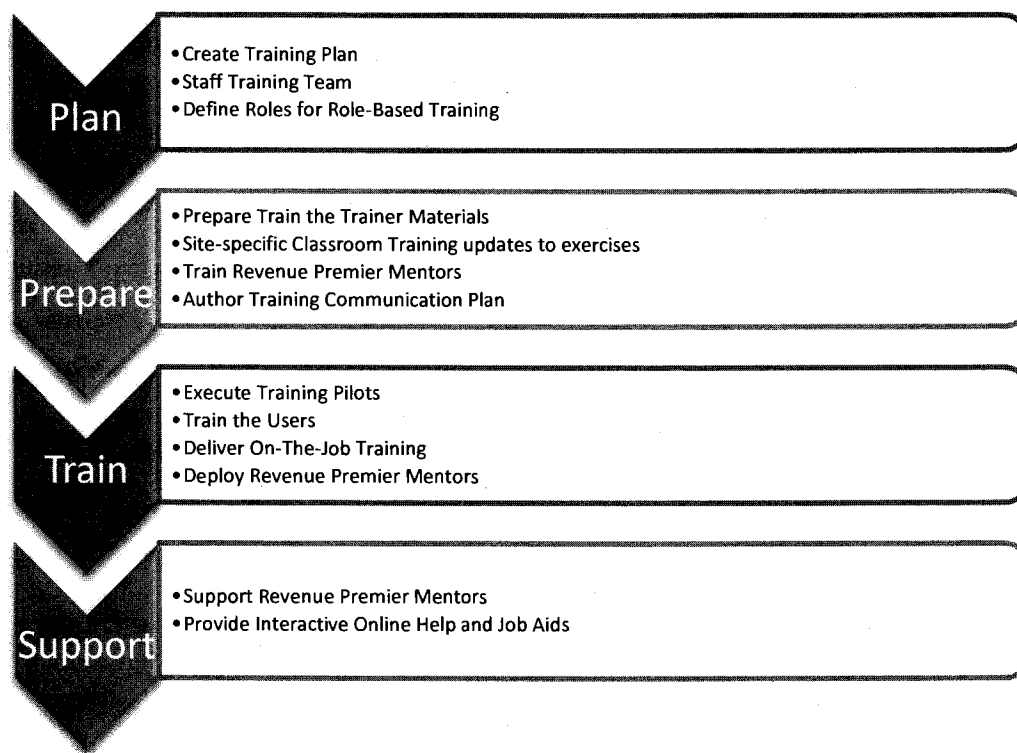 Plan
•Create Training Plan
•Staff Training Team
•Define Roles for Role-Based Training
Prepare
•Prepare Train the Trainer Materials
•Site-specific Classroom Training updates to exercises
•Train Revenue Premier Mentors
•Author Training Communication Plan
Train
•Execute Training Pilots
•Train the Users
•Deliver On-The-Job Training
•Deploy Revenue Premier Mentors
Support
•Support Revenue Premier Mentors
•Provide Interactive Online Help and Job Aids